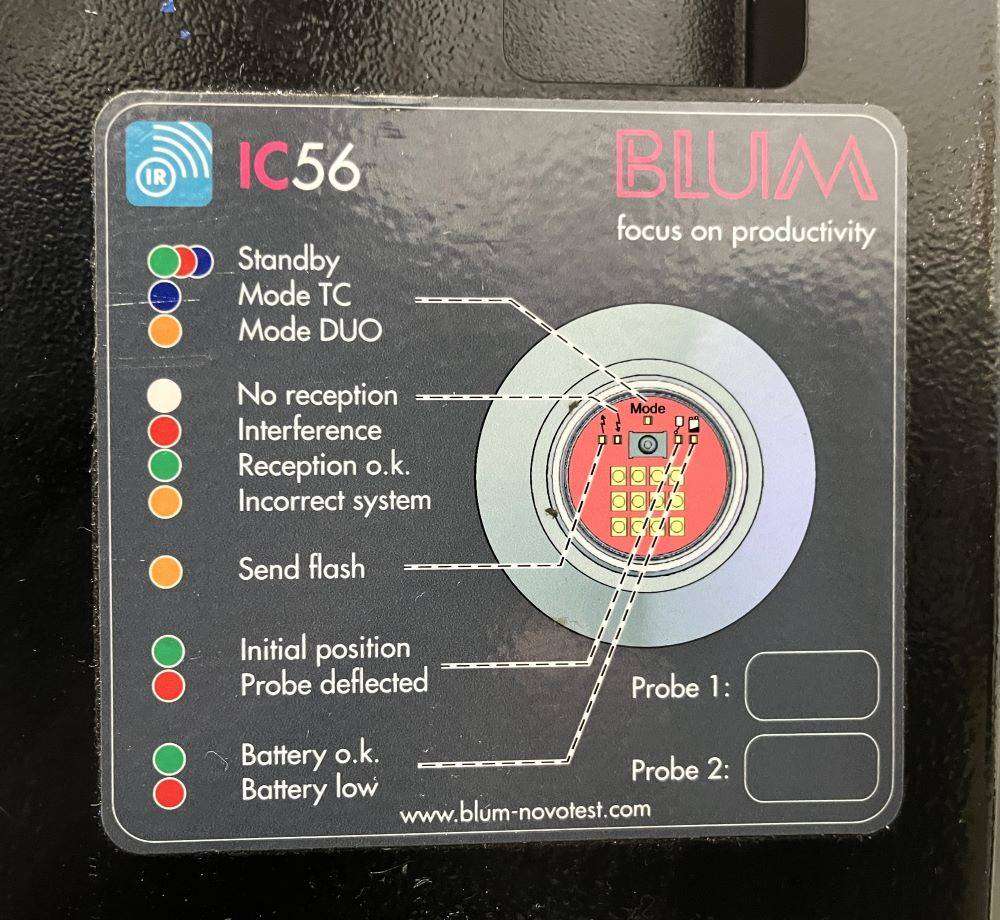 IR
IC56
BLUM
focus on productivity
Standby
Mode TC
Mode DUO
No reception
Interference
Reception o.k.
Incorrect system
Mode
Send flash
Initial position
Probe deflected
Probe 1:
Battery o.k.
Battery low
Probe 2:
www.blum-novotest.com